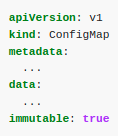 apiVersion: v1
kind: ConfigMap
metadata:
  ...
data:
  ...
immutable: true